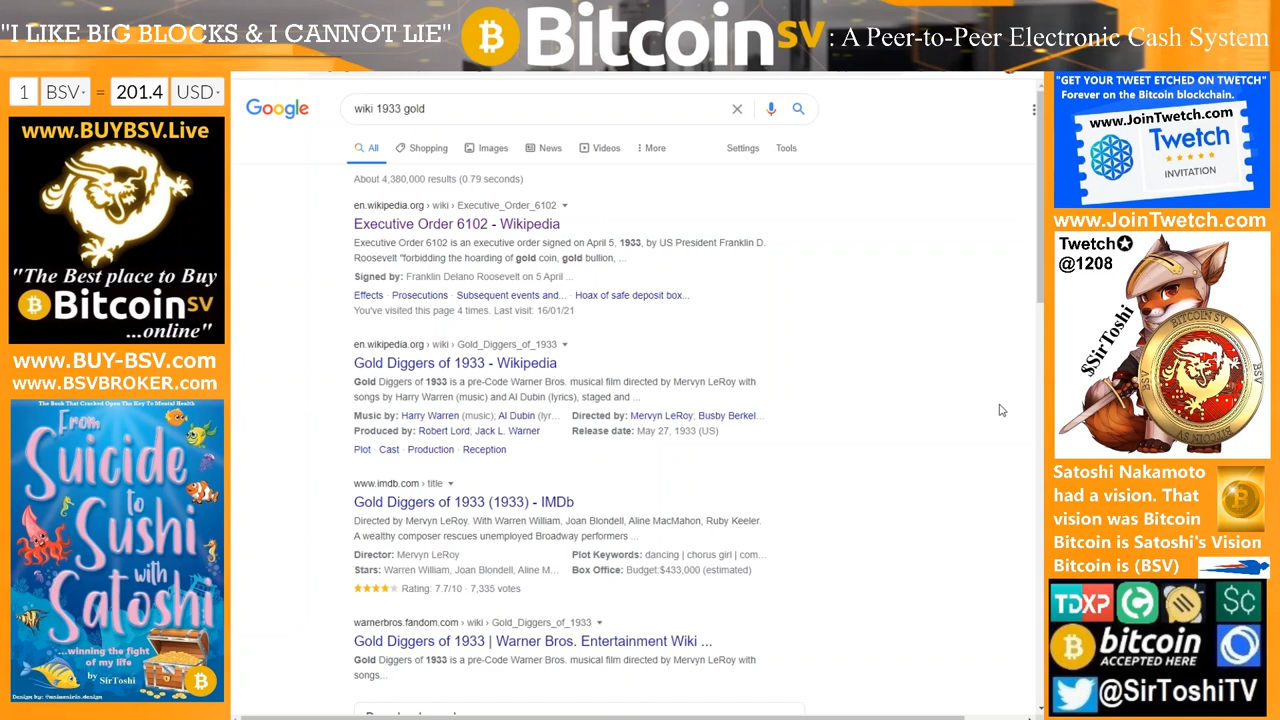 "I LIKE BIG BLOCKS & I CANNOT LIE"
BitcoinSV : A Peer-to-Peer Electronic Cash System
1 BSV = 201.4 USD
www.BUYBSV.Live
"The Best place to Buy
BitcoinSV
...online"
www.BUY-BSV.com
www.BSVBROKER.com
The Book That Cracked Open The Key To Mental Health
From
Suicide
to
Sushi
with
Satoshi
...winning the fight
of my life
by SirToshi
Google
wiki 1933 gold
All Shopping Images News Videos More Settings Tools
About 4,380,000 results (0.79 seconds)
en.wikipedia.org › wiki › Executive_Order_6102
Executive Order 6102 - Wikipedia
Executive Order 6102 is an executive order signed on April 5, 1933, by US President Franklin D.
Roosevelt "forbidding the hoarding of gold coin, gold bullion, ...
Signed by: Franklin Delano Roosevelt on 5 April ...
Effects · Prosecutions · Subsequent events and... · Hoax of safe deposit box...
You've visited this page 4 times. Last visit: 16/01/21
en.wikipedia.org › wiki › Gold_Diggers_of_1933
Gold Diggers of 1933 - Wikipedia
Gold Diggers of 1933 is a pre-Code Warner Bros. musical film directed by Mervyn LeRoy with
songs by Harry Warren (music) and Al Dubin (lyrics), staged and ...
Music by: Harry Warren (music); Al Dubin (lyr... Directed by: Mervyn LeRoy; Busby Berkel...
Produced by: Robert Lord; Jack L. Warner Release date: May 27, 1933 (US)
Plot · Cast · Production · Reception
www.imdb.com › title
Gold Diggers of 1933 (1933) - IMDb
Directed by Mervyn LeRoy. With Warren William, Joan Blondell, Aline MacMahon, Ruby Keeler.
A wealthy composer rescues unemployed Broadway performers ...
Director: Mervyn LeRoy Plot Keywords: dancing | chorus girl | com...
Stars: Warren William, Joan Blondell, Aline M... Box Office: Budget:$433,000 (estimated)
Rating: 7.7/10 · 7,335 votes
warnerbros.fandom.com › wiki › Gold_Diggers_of_1933
Gold Diggers of 1933 | Warner Bros. Entertainment Wiki ...
Gold Diggers of 1933 is a pre-Code Warner Bros. musical film directed by Mervyn LeRoy with
songs...
"GET YOUR TWEET ETCHED ON TWETCH"
Forever on the Bitcoin blockchain.
www.JoinTwetch.com
Twetch
INVITATION
www.JoinTwetch.com
Twetch
@1208
$SirToshi
BITCOIN SV
BSV
BSV
BITCOIN SV
Satoshi Nakamoto
had a vision. That
vision was Bitcoin
Bitcoin is Satoshi's Vision
Bitcoin is (BSV)
TDXP
bitcoin
ACCEPTED HERE
@SirToshiTV